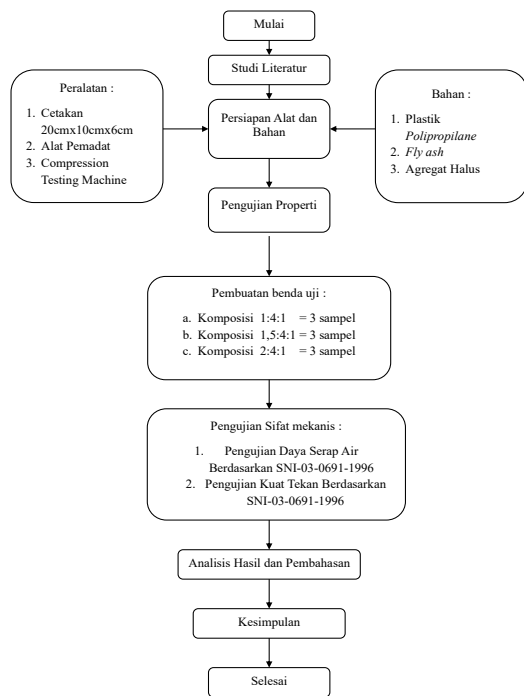 Mulai
Studi Literatur
Peralatan :
1. Cetakan
20cmx10cmx6cm
2. Alat Pemadat
3. Compression
Testing Machine
Persiapan Alat dan
Bahan
Bahan :
1. Plastik
Polipropilane
2. Fly ash
3. Agregat Halus
Pengujian Properti
Pembuatan benda uji :
a. Komposisi 1:4:1 = 3 sampel
b. Komposisi 1,5:4:1 = 3 sampel
c. Komposisi 2:4:1 = 3 sampel
Pengujian Sifat mekanis :
1. Pengujian Daya Serap Air
Berdasarkan SNI-03-0691-1996
2. Pengujian Kuat Tekan Berdasarkan
SNI-03-0691-1996
Analisis Hasil dan Pembahasan
Kesimpulan
Selesai